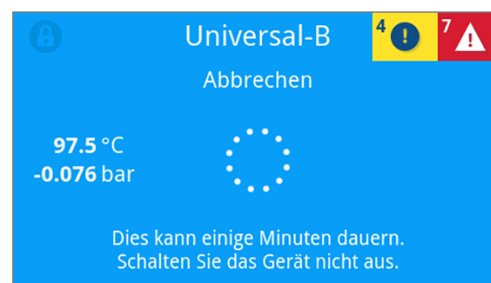 Universal-B
4
7
Abbrechen
97.5 °C
-0.076 bar
Dies kann einige Minuten dauern.
Schalten Sie das Gerät nicht aus.